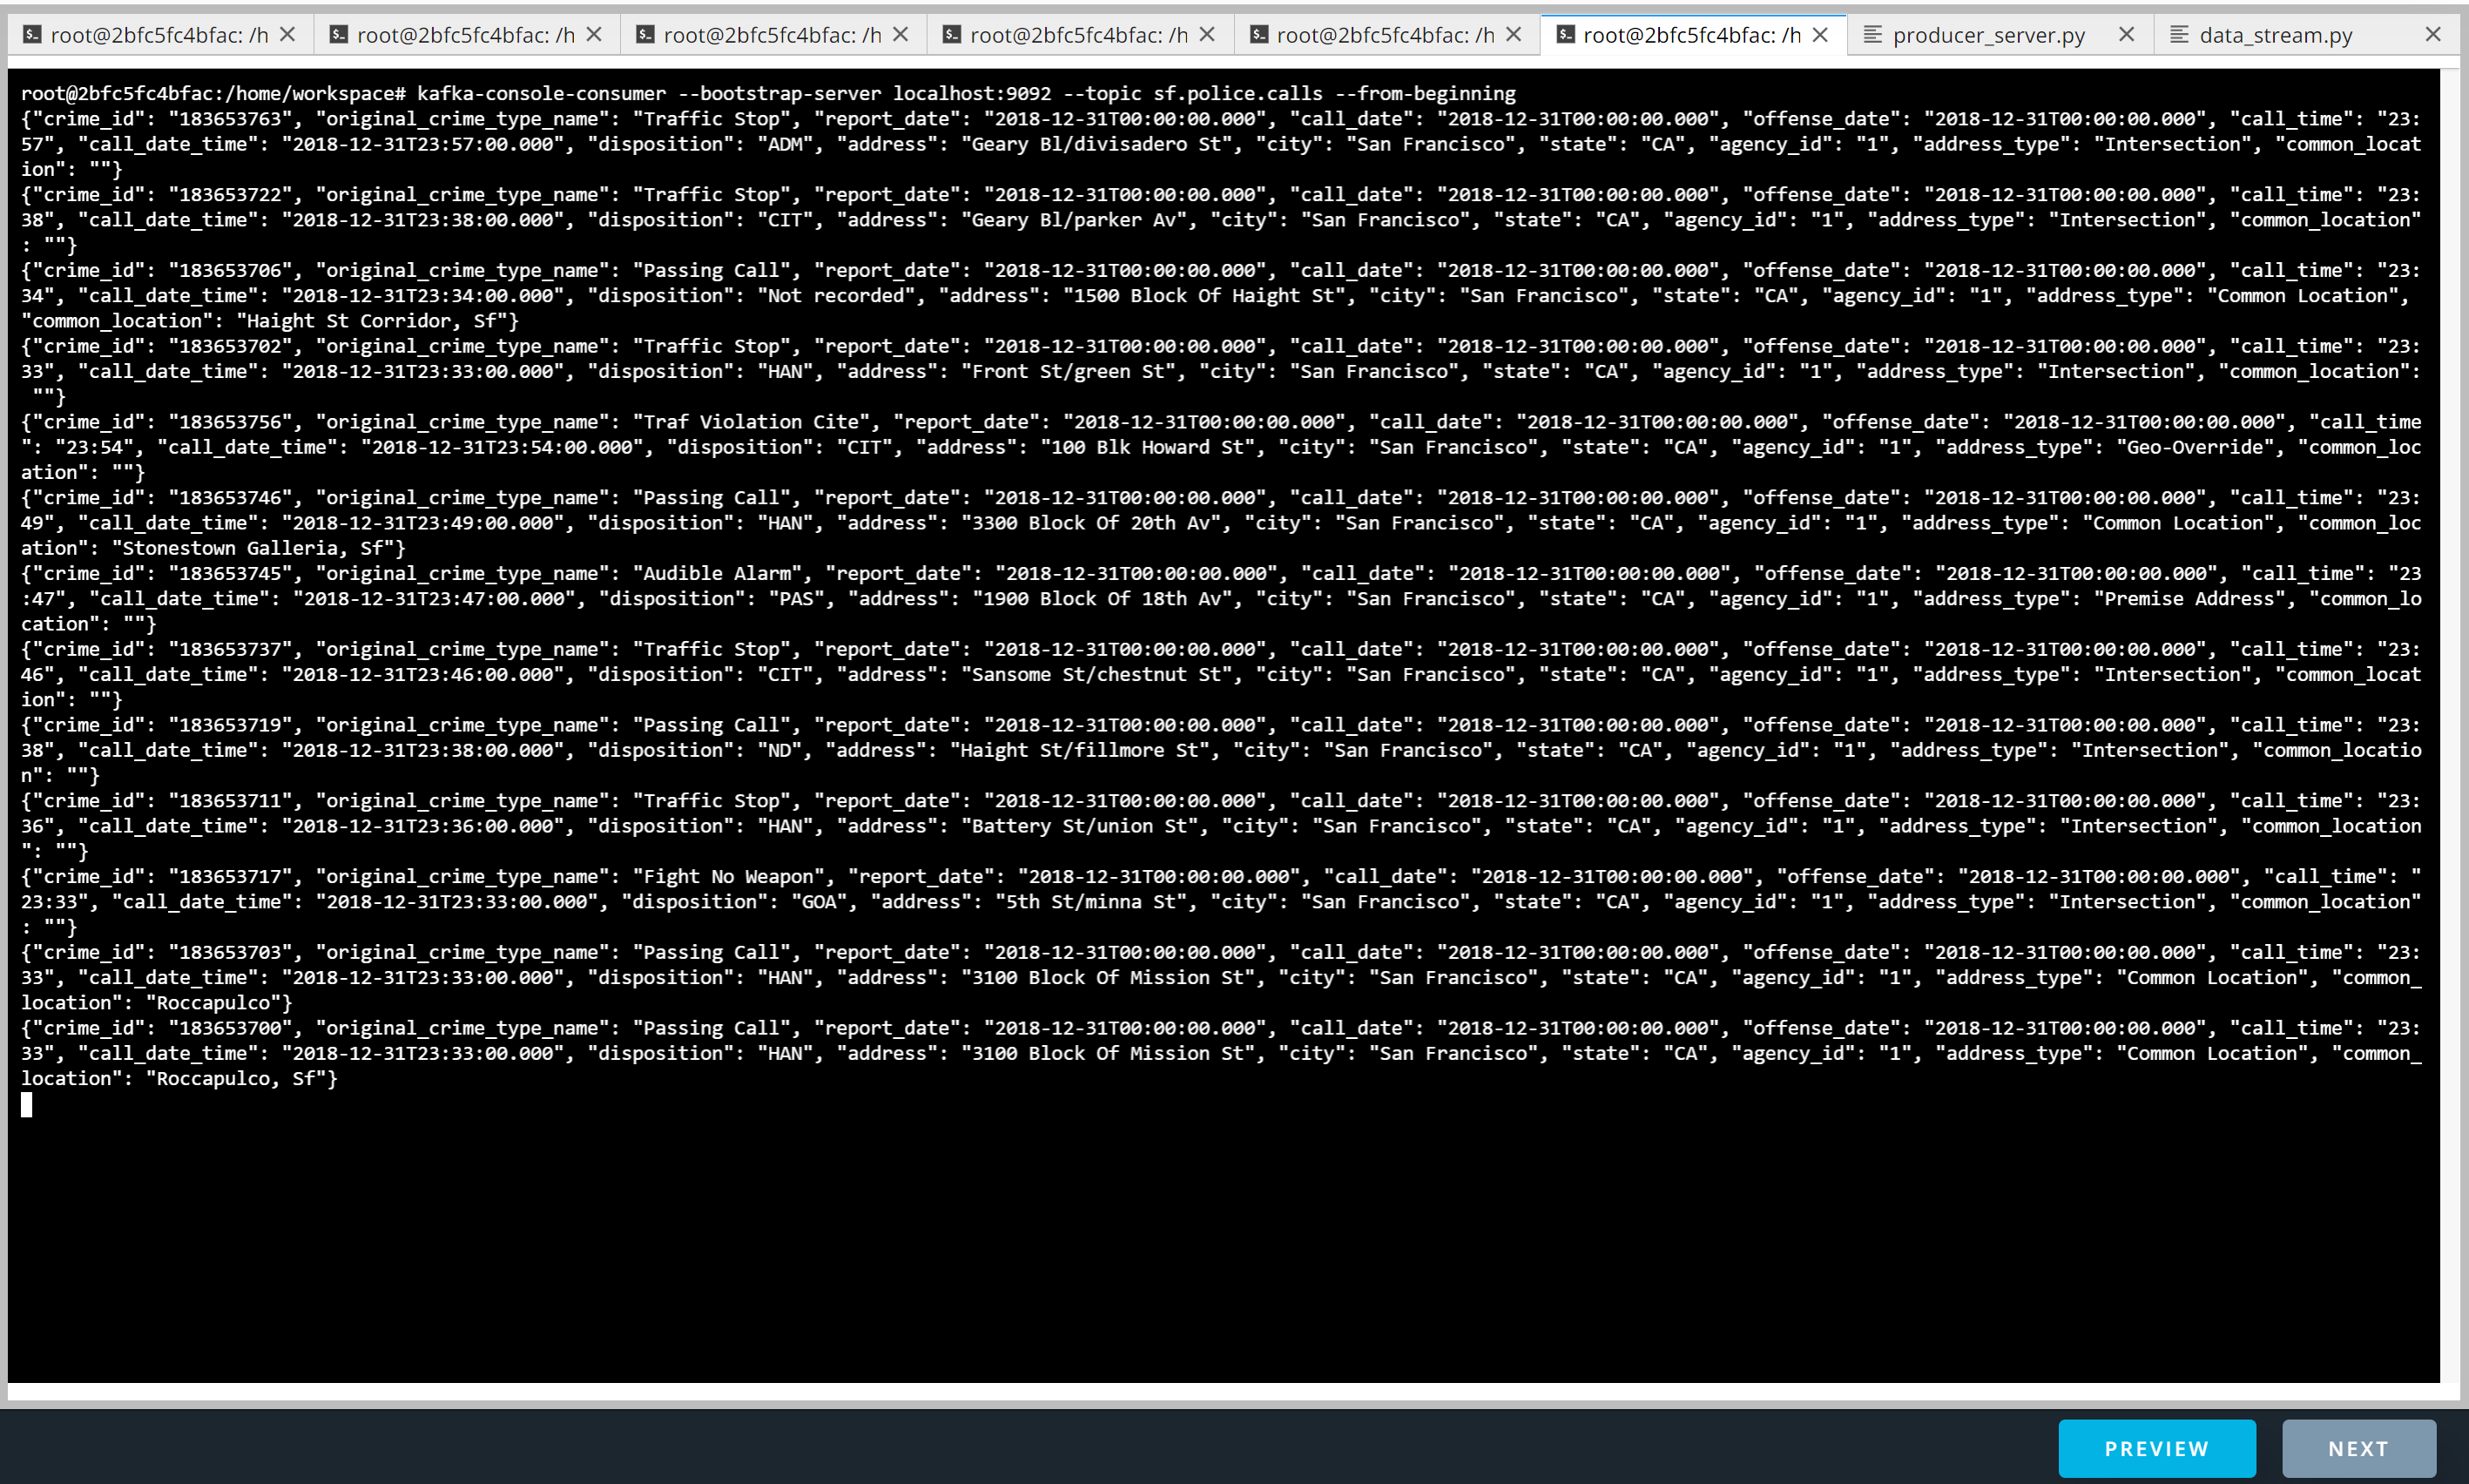 root@2bfc5fc4bfac: /h root@2bfc5fc4bfac: /h root@2bfc5fc4bfac: /h root@2bfc5fc4bfac: /h root@2bfc5fc4bfac: /h root@2bfc5fc4bfac: /h producer_server.py data_stream.py
root@2bfc5fc4bfac:/home/workspace# kafka-console-consumer --bootstrap-server localhost:9092 --topic sf.police.calls --from-beginning
{"crime_id": "183653763", "original_crime_type_name": "Traffic Stop", "report_date": "2018-12-31T00:00:00.000", "call_date": "2018-12-31T00:00:00.000", "offense_date": "2018-12-31T00:00:00.000", "call_time": "23:
57", "call_date_time": "2018-12-31T23:57:00.000", "disposition": "ADM", "address": "Geary Bl/divisadero St", "city": "San Francisco", "state": "CA", "agency_id": "1", "address_type": "Intersection", "common_locat
ion": ""}
{"crime_id": "183653722", "original_crime_type_name": "Traffic Stop", "report_date": "2018-12-31T00:00:00.000", "call_date": "2018-12-31T00:00:00.000", "offense_date": "2018-12-31T00:00:00.000", "call_time": "23:
38", "call_date_time": "2018-12-31T23:38:00.000", "disposition": "CIT", "address": "Geary Bl/parker Av", "city": "San Francisco", "state": "CA", "agency_id": "1", "address_type": "Intersection", "common_location"
: ""}
{"crime_id": "183653706", "original_crime_type_name": "Passing Call", "report_date": "2018-12-31T00:00:00.000", "call_date": "2018-12-31T00:00:00.000", "offense_date": "2018-12-31T00:00:00.000", "call_time": "23:
34", "call_date_time": "2018-12-31T23:34:00.000", "disposition": "Not recorded", "address": "1500 Block Of Haight St", "city": "San Francisco", "state": "CA", "agency_id": "1", "address_type": "Common Location",
"common_location": "Haight St Corridor, Sf"}
{"crime_id": "183653702", "original_crime_type_name": "Traffic Stop", "report_date": "2018-12-31T00:00:00.000", "call_date": "2018-12-31T00:00:00.000", "offense_date": "2018-12-31T00:00:00.000", "call_time": "23:
33", "call_date_time": "2018-12-31T23:33:00.000", "disposition": "HAN", "address": "Front St/green St", "city": "San Francisco", "state": "CA", "agency_id": "1", "address_type": "Intersection", "common_location":
""}
{"crime_id": "183653756", "original_crime_type_name": "Traf Violation Cite", "report_date": "2018-12-31T00:00:00.000", "call_date": "2018-12-31T00:00:00.000", "offense_date": "2018-12-31T00:00:00.000", "call_time
": "23:54", "call_date_time": "2018-12-31T23:54:00.000", "disposition": "CIT", "address": "100 Blk Howard St", "city": "San Francisco", "state": "CA", "agency_id": "1", "address_type": "Geo-Override", "common_loc
ation": ""}
{"crime_id": "183653746", "original_crime_type_name": "Passing Call", "report_date": "2018-12-31T00:00:00.000", "call_date": "2018-12-31T00:00:00.000", "offense_date": "2018-12-31T00:00:00.000", "call_time": "23:
49", "call_date_time": "2018-12-31T23:49:00.000", "disposition": "HAN", "address": "3300 Block Of 20th Av", "city": "San Francisco", "state": "CA", "agency_id": "1", "address_type": "Common Location", "common_loc
ation": "Stonestown Galleria, Sf"}
{"crime_id": "183653745", "original_crime_type_name": "Audible Alarm", "report_date": "2018-12-31T00:00:00.000", "call_date": "2018-12-31T00:00:00.000", "offense_date": "2018-12-31T00:00:00.000", "call_time": "23
:47", "call_date_time": "2018-12-31T23:47:00.000", "disposition": "PAS", "address": "1900 Block Of 18th Av", "city": "San Francisco", "state": "CA", "agency_id": "1", "address_type": "Premise Address", "common_lo
cation": ""}
{"crime_id": "183653737", "original_crime_type_name": "Traffic Stop", "report_date": "2018-12-31T00:00:00.000", "call_date": "2018-12-31T00:00:00.000", "offense_date": "2018-12-31T00:00:00.000", "call_time": "23:
46", "call_date_time": "2018-12-31T23:46:00.000", "disposition": "CIT", "address": "Sansome St/chestnut St", "city": "San Francisco", "state": "CA", "agency_id": "1", "address_type": "Intersection", "common_locat
ion": ""}
{"crime_id": "183653719", "original_crime_type_name": "Passing Call", "report_date": "2018-12-31T00:00:00.000", "call_date": "2018-12-31T00:00:00.000", "offense_date": "2018-12-31T00:00:00.000", "call_time": "23:
38", "call_date_time": "2018-12-31T23:38:00.000", "disposition": "ND", "address": "Haight St/fillmore St", "city": "San Francisco", "state": "CA", "agency_id": "1", "address_type": "Intersection", "common_locatio
n": ""}
{"crime_id": "183653711", "original_crime_type_name": "Traffic Stop", "report_date": "2018-12-31T00:00:00.000", "call_date": "2018-12-31T00:00:00.000", "offense_date": "2018-12-31T00:00:00.000", "call_time": "23:
36", "call_date_time": "2018-12-31T23:36:00.000", "disposition": "HAN", "address": "Battery St/union St", "city": "San Francisco", "state": "CA", "agency_id": "1", "address_type": "Intersection", "common_location
": ""}
{"crime_id": "183653717", "original_crime_type_name": "Fight No Weapon", "report_date": "2018-12-31T00:00:00.000", "call_date": "2018-12-31T00:00:00.000", "offense_date": "2018-12-31T00:00:00.000", "call_time": "
23:33", "call_date_time": "2018-12-31T23:33:00.000", "disposition": "GOA", "address": "5th St/minna St", "city": "San Francisco", "state": "CA", "agency_id": "1", "address_type": "Intersection", "common_location"
: ""}
{"crime_id": "183653703", "original_crime_type_name": "Passing Call", "report_date": "2018-12-31T00:00:00.000", "call_date": "2018-12-31T00:00:00.000", "offense_date": "2018-12-31T00:00:00.000", "call_time": "23:
33", "call_date_time": "2018-12-31T23:33:00.000", "disposition": "HAN", "address": "3100 Block Of Mission St", "city": "San Francisco", "state": "CA", "agency_id": "1", "address_type": "Common Location", "common_
location": "Roccapulco"}
{"crime_id": "183653700", "original_crime_type_name": "Passing Call", "report_date": "2018-12-31T00:00:00.000", "call_date": "2018-12-31T00:00:00.000", "offense_date": "2018-12-31T00:00:00.000", "call_time": "23:
33", "call_date_time": "2018-12-31T23:33:00.000", "disposition": "HAN", "address": "3100 Block Of Mission St", "city": "San Francisco", "state": "CA", "agency_id": "1", "address_type": "Common Location", "common_
location": "Roccapulco, Sf"}
PREVIEW NEXT